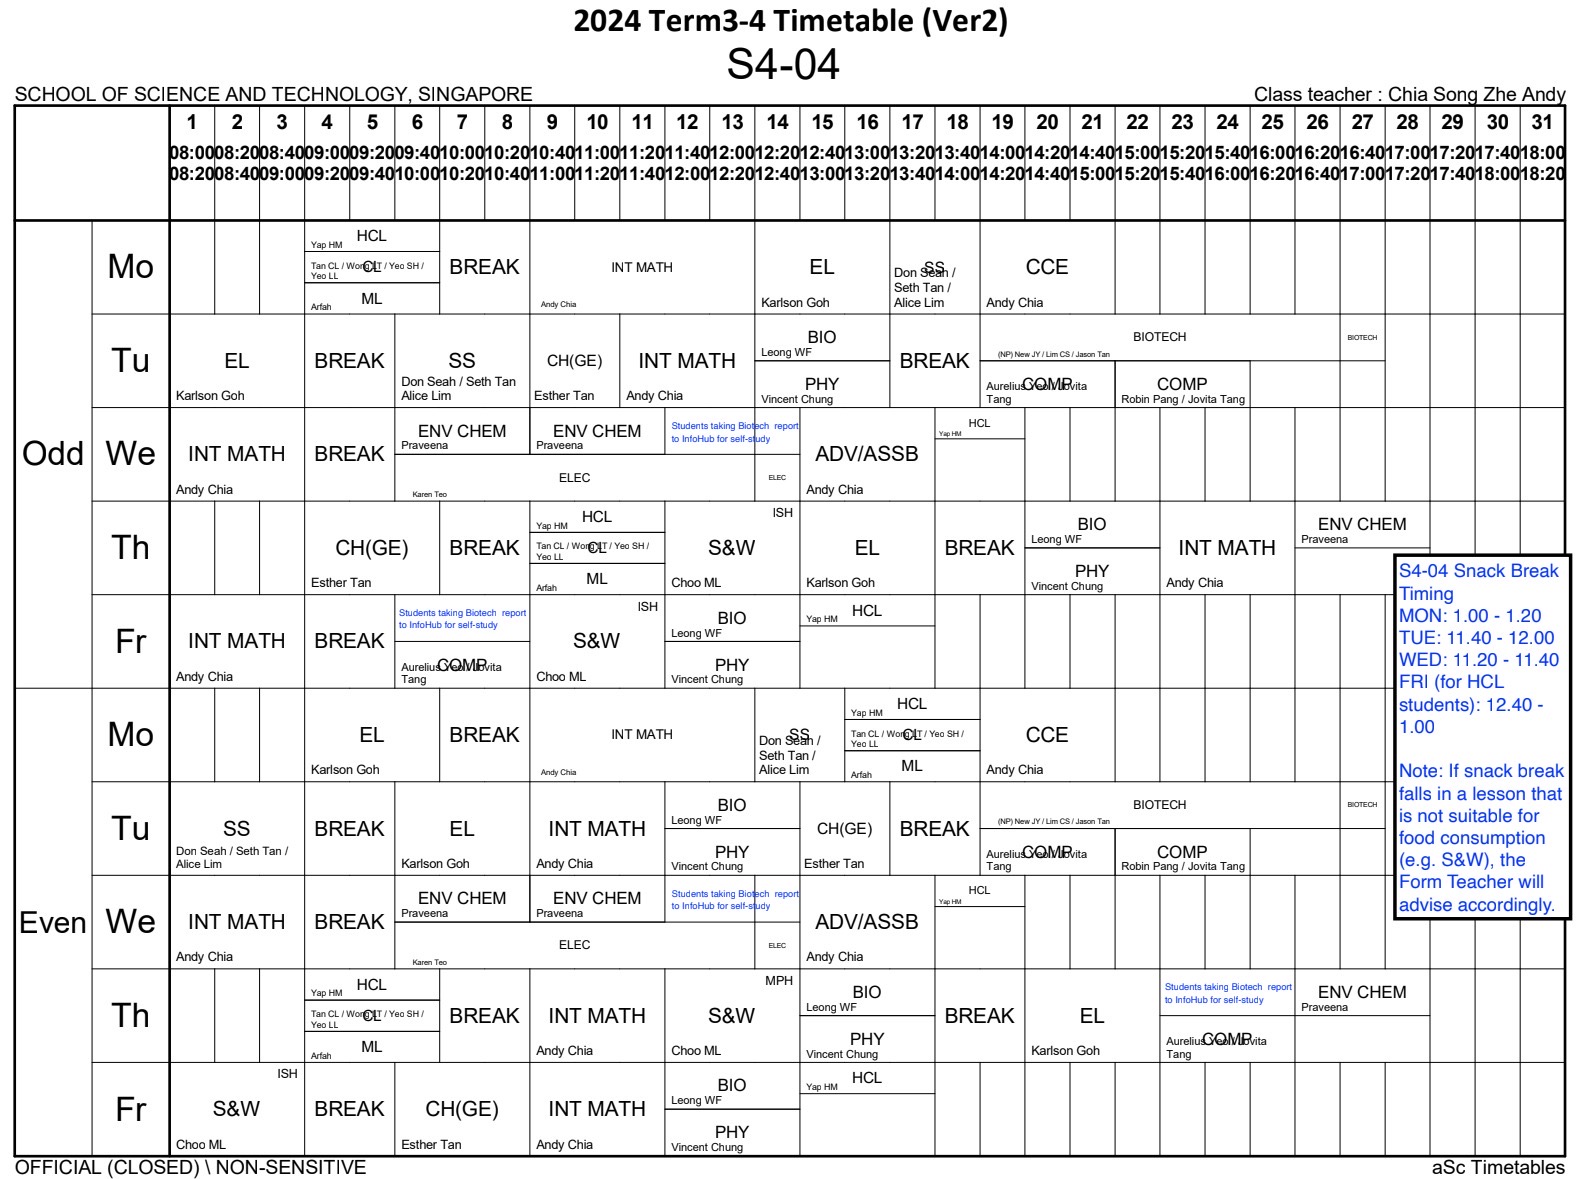 2024 Term3-4 Timetable (Ver2)
S4-04
SCHOOL OF SCIENCE AND TECHNOLOGY, SINGAPORE Class teacher : Chia Song Zhe Andy
1 2 3 4 5 6 7 8 9 10 11 12 13 14 15 16 17 18 19 20 21 22 23 24 25 26 27 28 29 30 31
08:00 08:20 08:40 09:00 09:20 09:40 10:00 10:20 10:40 11:00 11:20 11:40 12:00 12:20 12:40 13:00 13:20 13:40 14:00 14:20 14:40 15:00 15:20 15:40 16:00 16:20 16:40 17:00 17:20 17:40 18:00
08:20 08:40 09:00 09:20 09:40 10:00 10:20 10:40 11:00 11:20 11:40 12:00 12:20 12:40 13:00 13:20 13:40 14:00 14:20 14:40 15:00 15:20 15:40 16:00 16:20 16:40 17:00 17:20 17:40 18:00 18:20
Odd
Mo
HCL
Yap HM
CL
Tan CL / Wong LT / Yeo SH /
Yeo LL
ML
Arfah
BREAK
INT MATH
Andy Chia
EL
Karlson Goh
SS
Don Seah /
Seth Tan /
Alice Lim
CCE
Andy Chia
Tu
EL
Karlson Goh
BREAK
SS
Don Seah / Seth Tan
Alice Lim
CH(GE)
Esther Tan
INT MATH
Andy Chia
BIO
Leong WF
PHY
Vincent Chung
BREAK
BIOTECH
(NP) New JY / Lim CS / Jason Tan
BIOTECH
COMP
Aurelius Yeo / Jovita
Tang
COMP
Robin Pang / Jovita Tang
We
INT MATH
Andy Chia
BREAK
ENV CHEM
Praveena
ENV CHEM
Praveena
Students taking Biotech report
to InfoHub for self-study
ELEC
Karen Teo
ELEC
ADV/ASSB
Andy Chia
HCL
Yap HM
Th
CH(GE)
Esther Tan
BREAK
HCL
Yap HM
CL
Tan CL / Wong LT / Yeo SH /
Yeo LL
ML
Arfah
ISH
S&W
Choo ML
EL
Karlson Goh
BREAK
BIO
Leong WF
PHY
Vincent Chung
INT MATH
Andy Chia
ENV CHEM
Praveena
Fr
INT MATH
Andy Chia
BREAK
Students taking Biotech report
to InfoHub for self-study
COMP
Aurelius Yeo / Jovita
Tang
ISH
S&W
Choo ML
BIO
Leong WF
PHY
Vincent Chung
HCL
Yap HM
Even
Mo
EL
Karlson Goh
BREAK
INT MATH
Andy Chia
SS
Don Seah /
Seth Tan /
Alice Lim
HCL
Yap HM
CL
Tan CL / Wong LT / Yeo SH /
Yeo LL
ML
Arfah
CCE
Andy Chia
Tu
SS
Don Seah / Seth Tan /
Alice Lim
BREAK
EL
Karlson Goh
INT MATH
Andy Chia
BIO
Leong WF
PHY
Vincent Chung
CH(GE)
Esther Tan
BREAK
BIOTECH
(NP) New JY / Lim CS / Jason Tan
BIOTECH
COMP
Aurelius Yeo / Jovita
Tang
COMP
Robin Pang / Jovita Tang
We
INT MATH
Andy Chia
BREAK
ENV CHEM
Praveena
ENV CHEM
Praveena
Students taking Biotech report
to InfoHub for self-study
ELEC
Karen Teo
ELEC
ADV/ASSB
Andy Chia
HCL
Yap HM
Th
HCL
Yap HM
CL
Tan CL / Wong LT / Yeo SH /
Yeo LL
ML
Arfah
BREAK
INT MATH
Andy Chia
MPH
S&W
Choo ML
BIO
Leong WF
PHY
Vincent Chung
BREAK
EL
Karlson Goh
Students taking Biotech report
to InfoHub for self-study
COMP
Aurelius Yeo / Jovita
Tang
ENV CHEM
Praveena
Fr
ISH
S&W
Choo ML
BREAK
CH(GE)
Esther Tan
INT MATH
Andy Chia
BIO
Leong WF
PHY
Vincent Chung
HCL
Yap HM
S4-04 Snack Break
Timing
MON: 1.00 - 1.20
TUE: 11.40 - 12.00
WED: 11.20 - 11.40
FRI (for HCL
students): 12.40 -
1.00
Note: If snack break
falls in a lesson that
is not suitable for
food consumption
(e.g. S&W), the
Form Teacher will
advise accordingly.
OFFICIAL (CLOSED) \ NON-SENSITIVE aSc Timetables